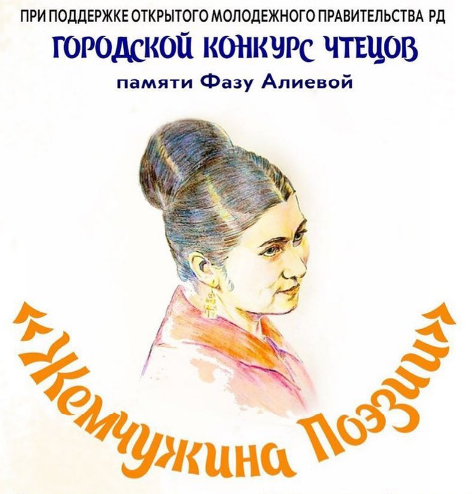 ПРИ ПОДДЕРЖКЕ ОТКРЫТОГО МОЛОДЕЖНОГО ПРАВИТЕЛЬСТВА РД
ГОРОДСКОЙ КОНКУРС ЧТЕЦОВ
памяти Фазу Алиевой
«Жемчужина Поэзии»